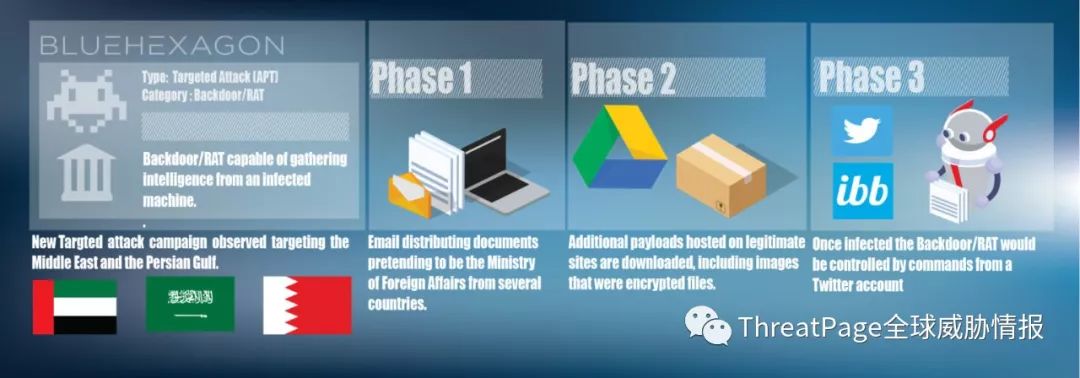 BLUEHEXAGON
Type: Targeted Attack (APT)
Category : Backdoor/RAT
Backdoor/RAT capable of gathering
intelligence from an infected
machine.
.
New Targted attack campaign observed targeting the
Middle East and the Persian Gulf.
Phase 1
Email distributing documents
pretending to be the Ministry
of Foreign Affairs from several
countries.
Phase 2
Additional payloads hosted on legitimate
sites are downloaded, including images
that were encrypted files.
Phase 3
ibb
Once infected the Backdoor/RAT would
be controlled by commands from a
Twitter account
ThreatPage全球威胁情报